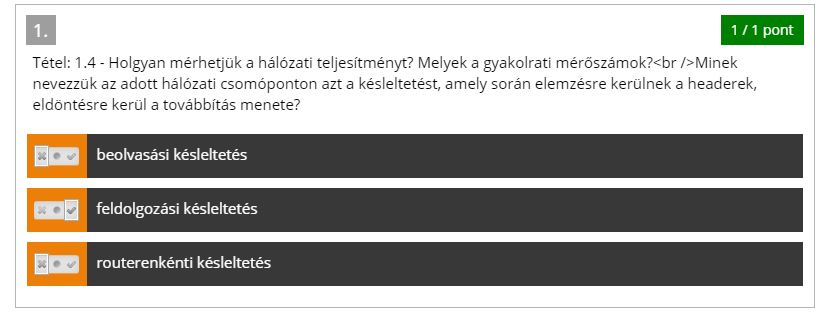 1.
1 / 1 pont
Tétel: 1.4 - Holgyan mérhetjük a hálózati teljesítményt? Melyek a gyakolrati mérőszámok?<br />Minek
nevezzük az adott hálózati csomóponton azt a késleltetést, amely során elemzésre kerülnek a headerek,
eldöntésre kerül a továbbítás menete?
beolvasási késleltetés
feldolgozási késleltetés
routerenkénti késleltetés